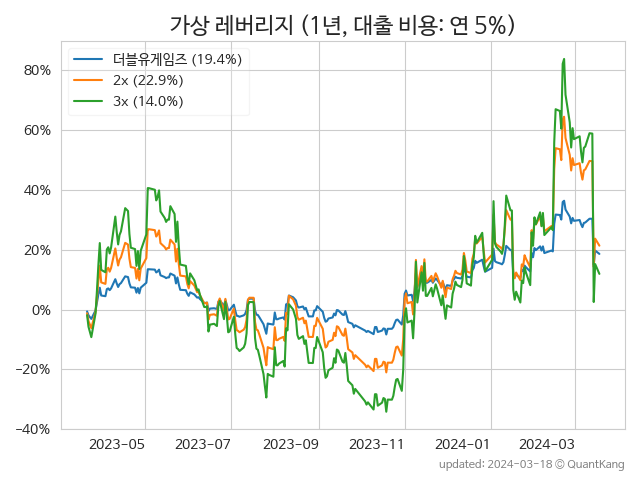 가상 레버리지 (1년, 대출 비용: 연 5%)
더블유게임즈 (19.4%)
2x (22.9%)
3x (14.0%)
80%
60%
40%
20%
0%
−20%
−40%
2023-05
2023-07
2023-09
2023-11
2024-01
2024-03
updated: 2024-03-18 © QuantKang